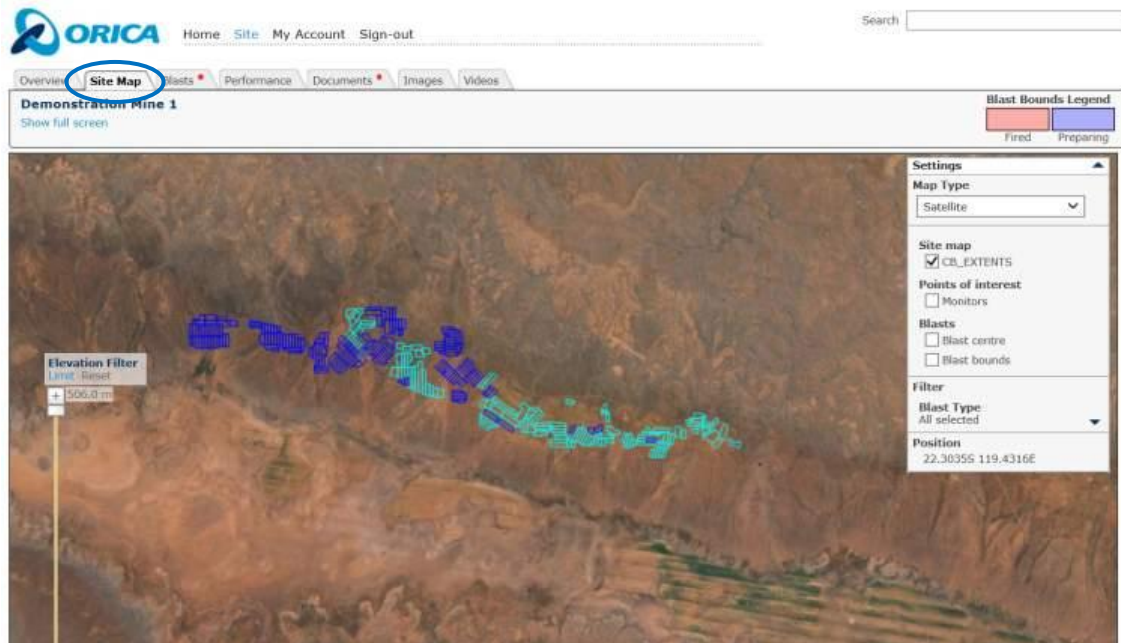 ORICA
Home Site My Account Sign-out
Search
Overview Site Map Blasts Performance Documents Images Videos
Demonstration Mine 1
Show full screen
Blast Bounds Legend
Fired Preparing
Settings
Map Type
Satellite
Site map
CB_EXTENTS
Points of interest
Monitors
Blasts
Blast centre
Blast bounds
Filter
Blast Type
All selected
Position
22.3035S 119.4316E
Elevation Filter
Limit Reset
+ 506.0 m